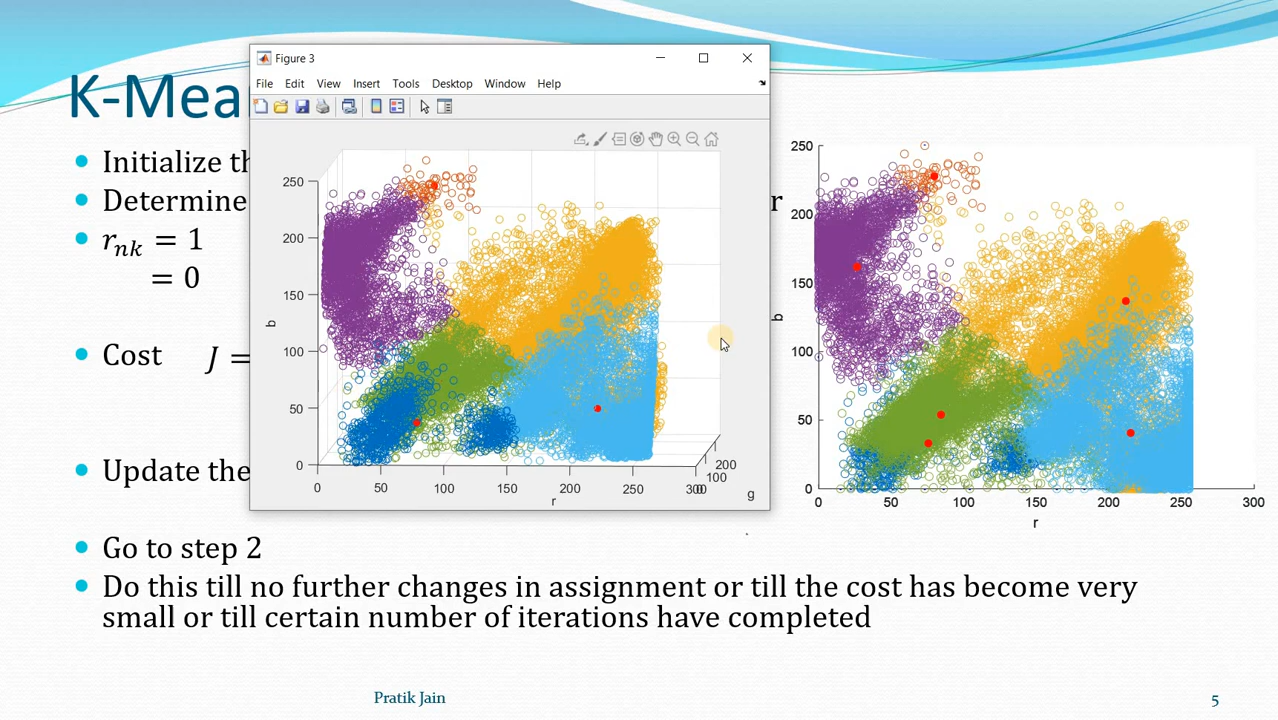 K-Mea
Initialize th
Determine
r
r_nk = 1
= 0
Cost J =
Update the
Go to step 2
Do this till no further changes in assignment or till the cost has become very
small or till certain number of iterations have completed
Figure 3
File Edit View Insert Tools Desktop Window Help
250
200
150
100
50
0
b
0 50 100 150 200 250
200
100
r
g
250
200
150
100
50
0
b
0 50 100 150 200 250 300
r
Pratik Jain
5